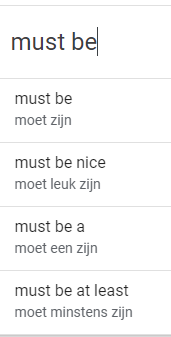 must be
must be
moet zijn
must be nice
moet leuk zijn
must be a
moet een zijn
must be at least
moet minstens zijn